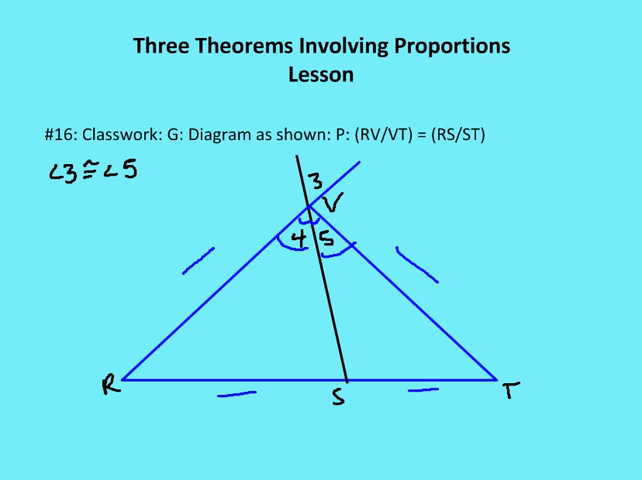 Three Theorems Involving Proportions
Lesson
#16: Classwork: G: Diagram as shown: P: (RV/VT) = (RS/ST)
∠3 ≅ ∠5
3
V
4 5
R
S
T